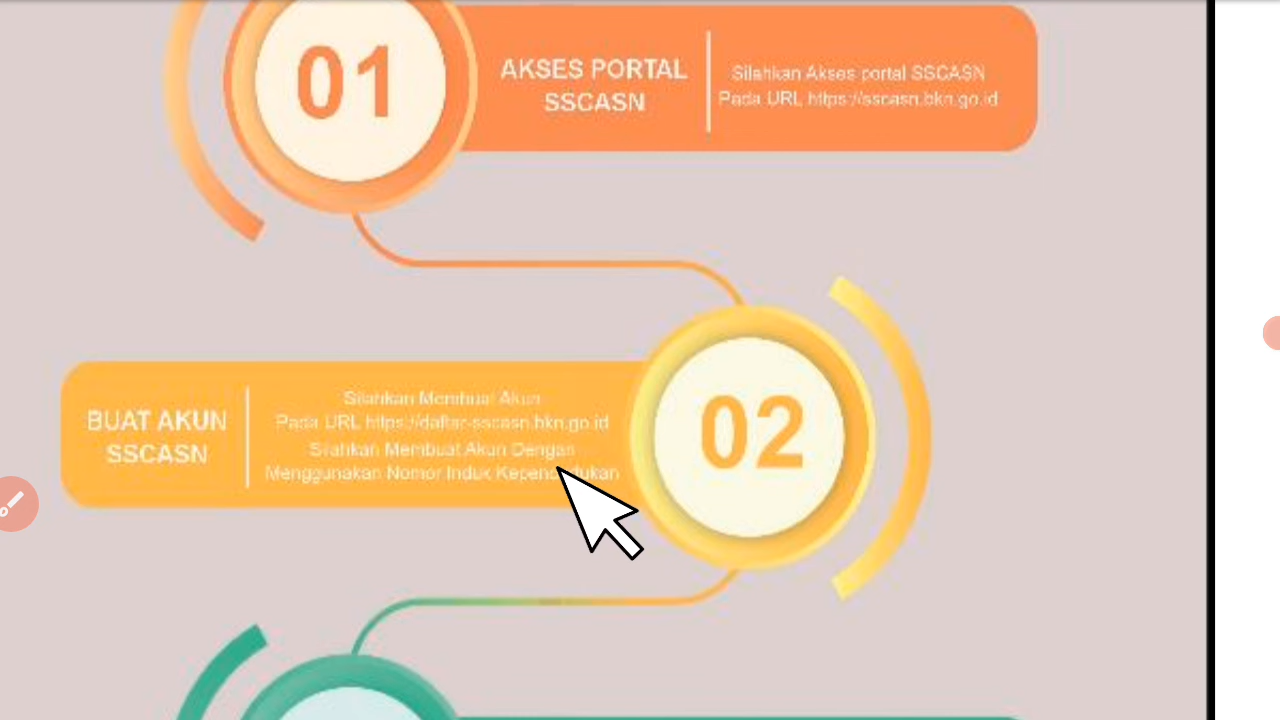 01
AKSES PORTAL
SSCASN
Silahkan Akses portal SSCASN
Pada URL https://sscasn.bkn.go.id
02
BUAT AKUN
SSCASN
Silahkan Membuat Akun
Pada URL https://daftar-sscasn.bkn.go.id
Silahkan Membuat Akun Dengan
Menggunakan Nomor Induk